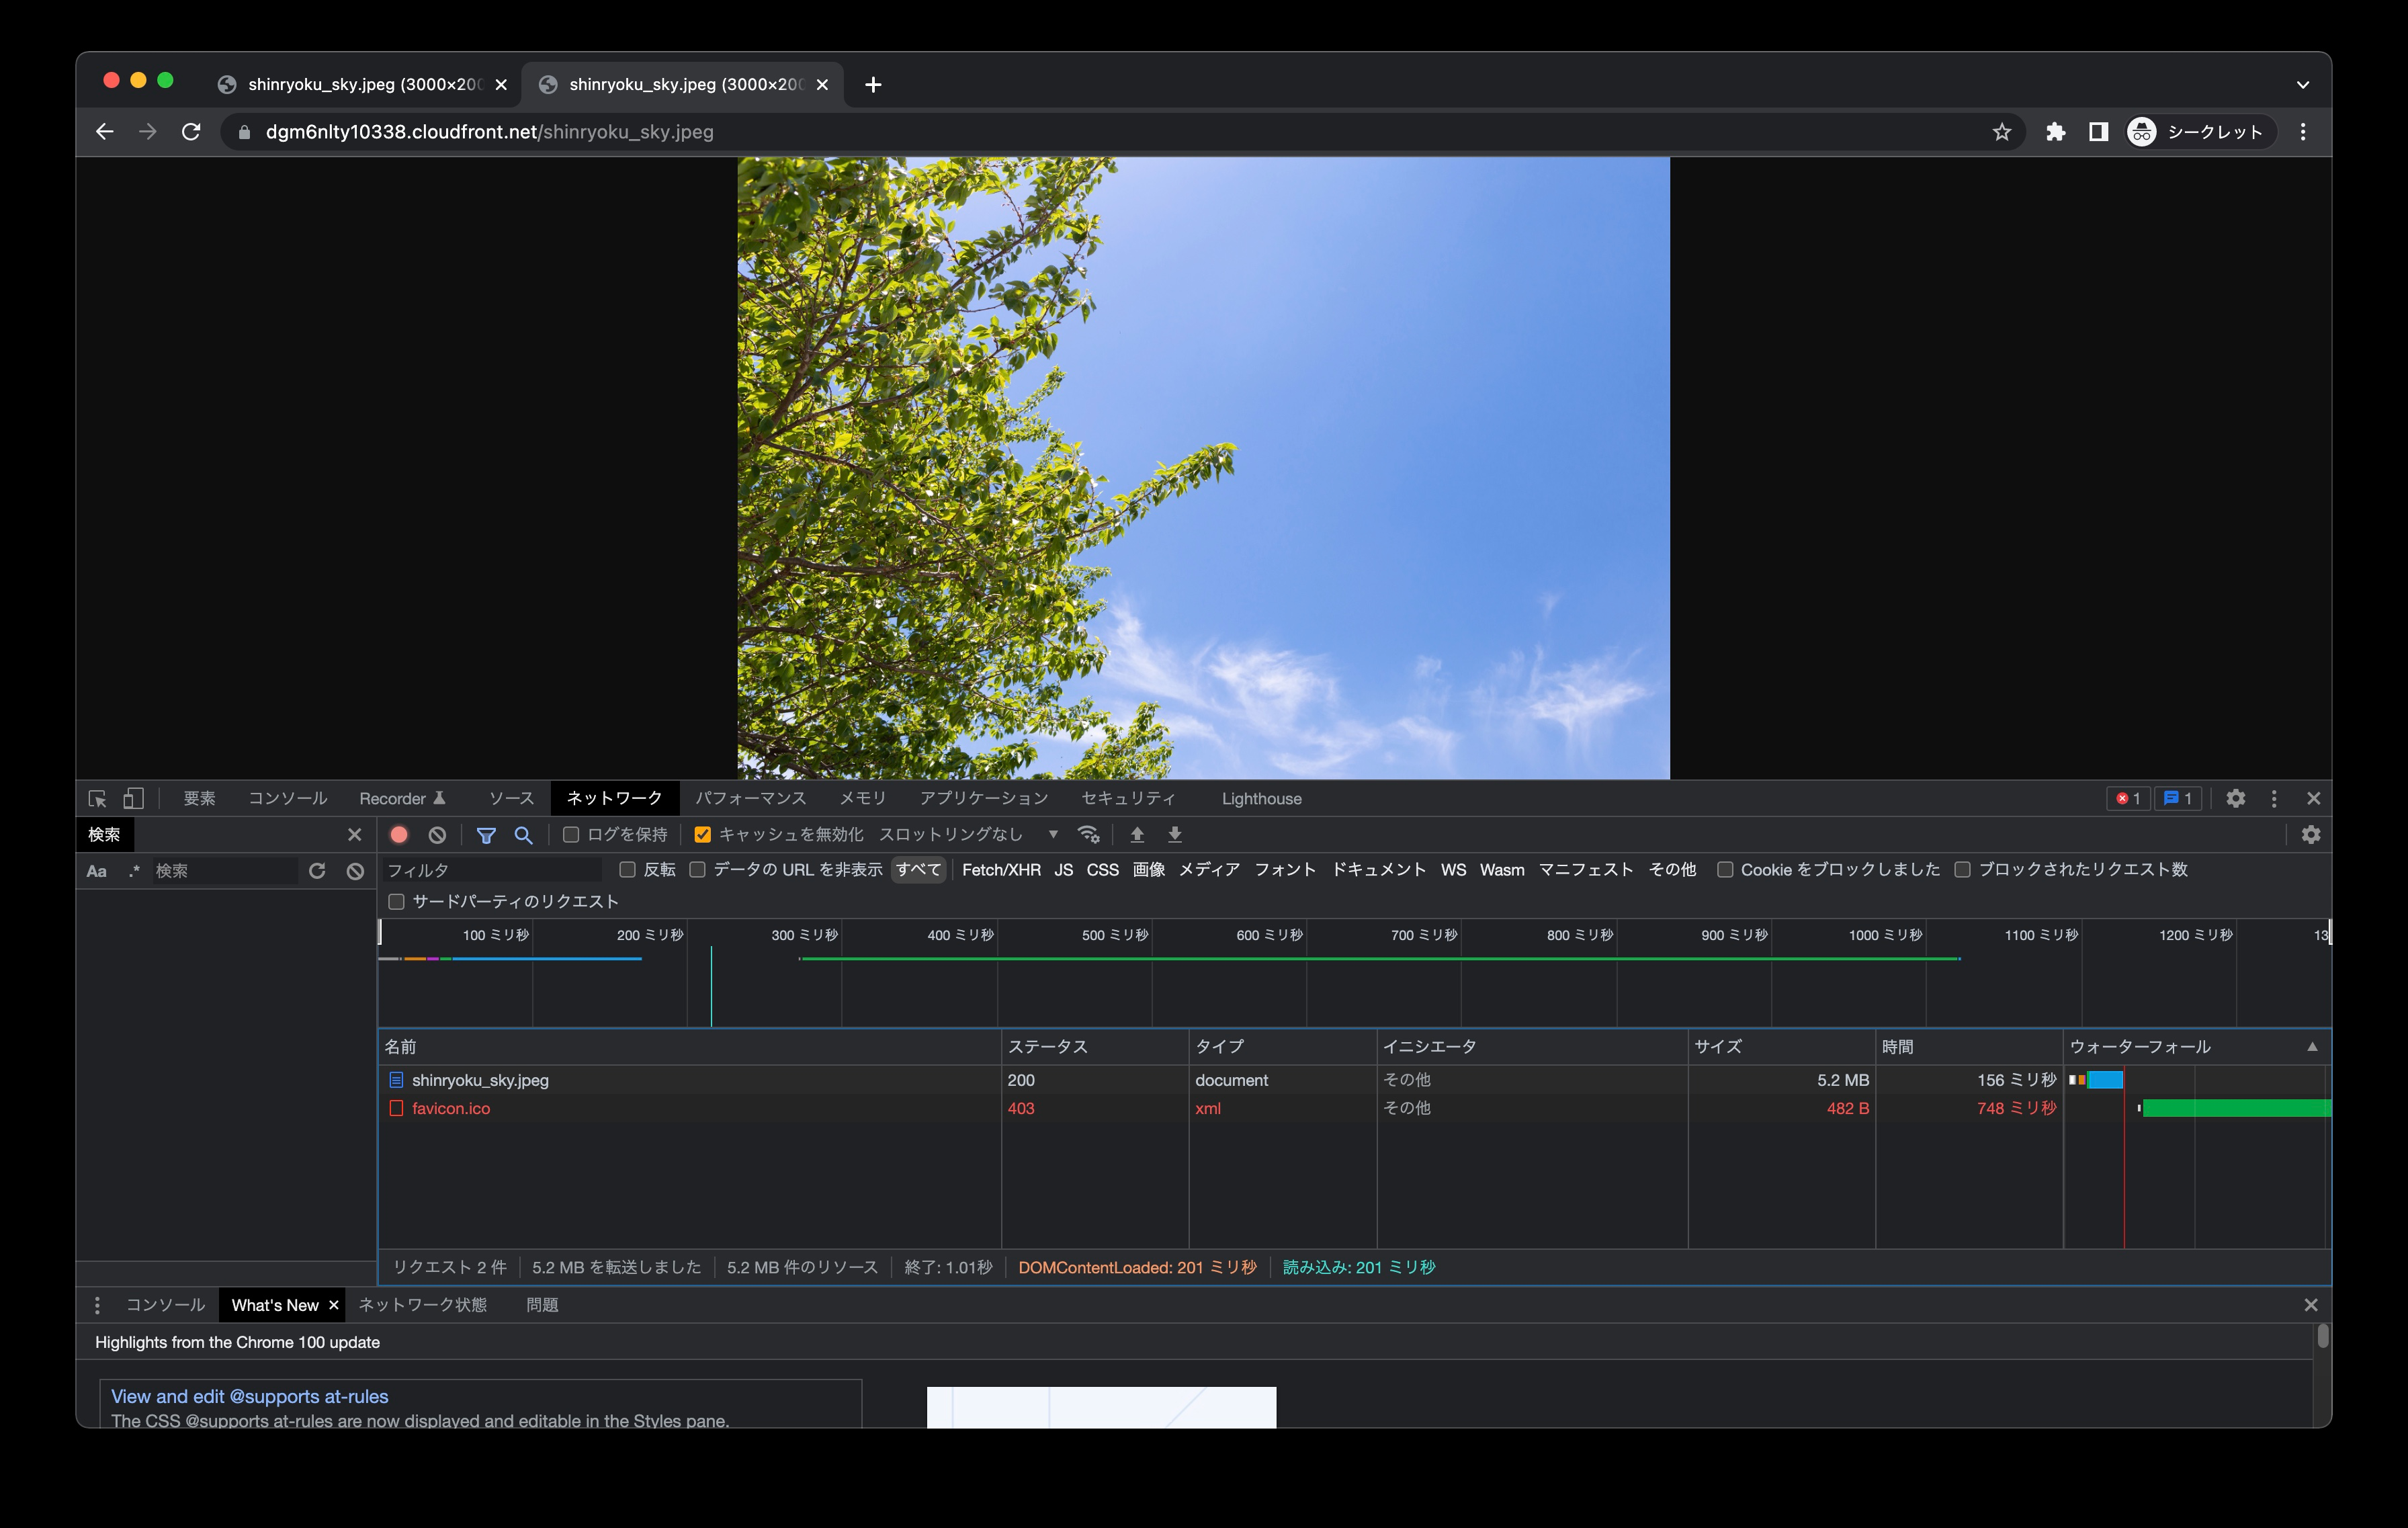 shinryoku_sky.jpeg (3000×200
shinryoku_sky.jpeg (3000×200
dgm6nlty10338.cloudfront.net/shinryoku_sky.jpeg
シークレット
要素 コンソール Recorder ソース ネットワーク パフォーマンス メモリ アプリケーション セキュリティ Lighthouse 1 1
検索
ログを保持 キャッシュを無効化 スロットリングなし
Aa .* 検索
フィルタ 反転 データの URL を非表示 すべて Fetch/XHR JS CSS 画像 メディア フォント ドキュメント WS Wasm マニフェスト その他 Cookie をブロックしました ブロックされたリクエスト数
サードパーティのリクエスト
100 ミリ秒 200 ミリ秒 300 ミリ秒 400 ミリ秒 500 ミリ秒 600 ミリ秒 700 ミリ秒 800 ミリ秒 900 ミリ秒 1000 ミリ秒 1100 ミリ秒 1200 ミリ秒 13
名前 ステータス タイプ イニシエータ サイズ 時間 ウォーターフォール
shinryoku_sky.jpeg 200 document その他 5.2 MB 156 ミリ秒
favicon.ico 403 xml その他 482 B 748 ミリ秒
リクエスト 2 件 5.2 MB を転送しました 5.2 MB 件のリソース 終了: 1.01秒 DOMContentLoaded: 201 ミリ秒 読み込み: 201 ミリ秒
コンソール What's New ネットワーク状態 問題
Highlights from the Chrome 100 update
View and edit @supports at-rules
The CSS @supports at-rules are now displayed and editable in the Styles pane.